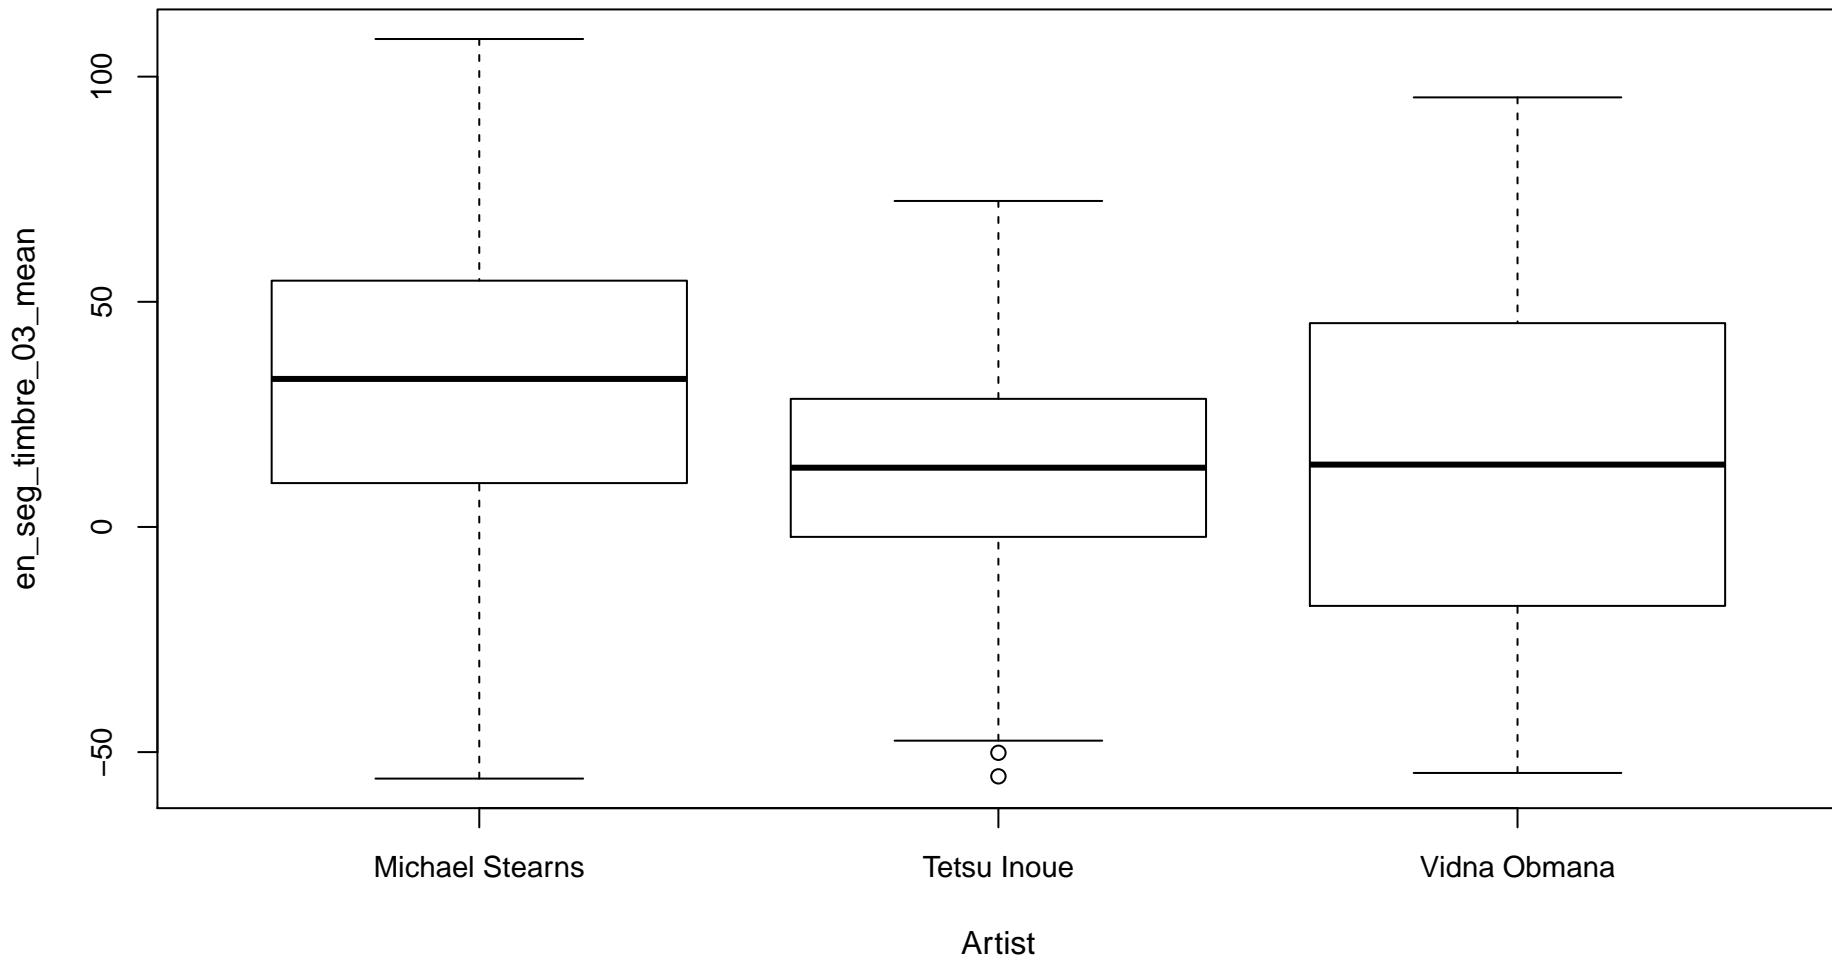 en_seg_timbre_03_mean
100
50
0
−50
Michael Stearns
Tetsu Inoue
Vidna Obmana
Artist